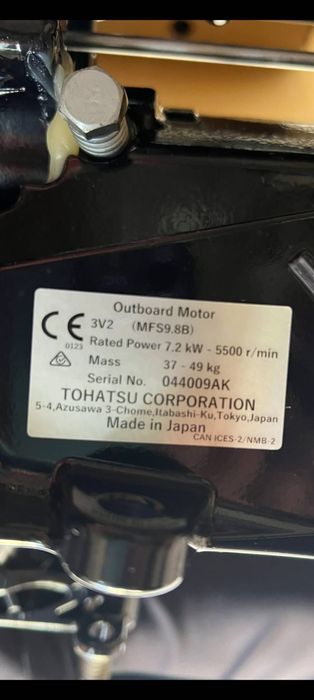 Outboard Motor
CE 3V2 (MFS9.8B)
0123 Rated Power 7.2 kW - 5500 r/min
Mass 37 - 49 kg
Serial No. 044009AK
TOHATSU CORPORATION
5-4,Azusawa 3-Chome,Itabashi-Ku,Tokyo,Japan
Made in Japan
CAN ICES-2/NMB-2